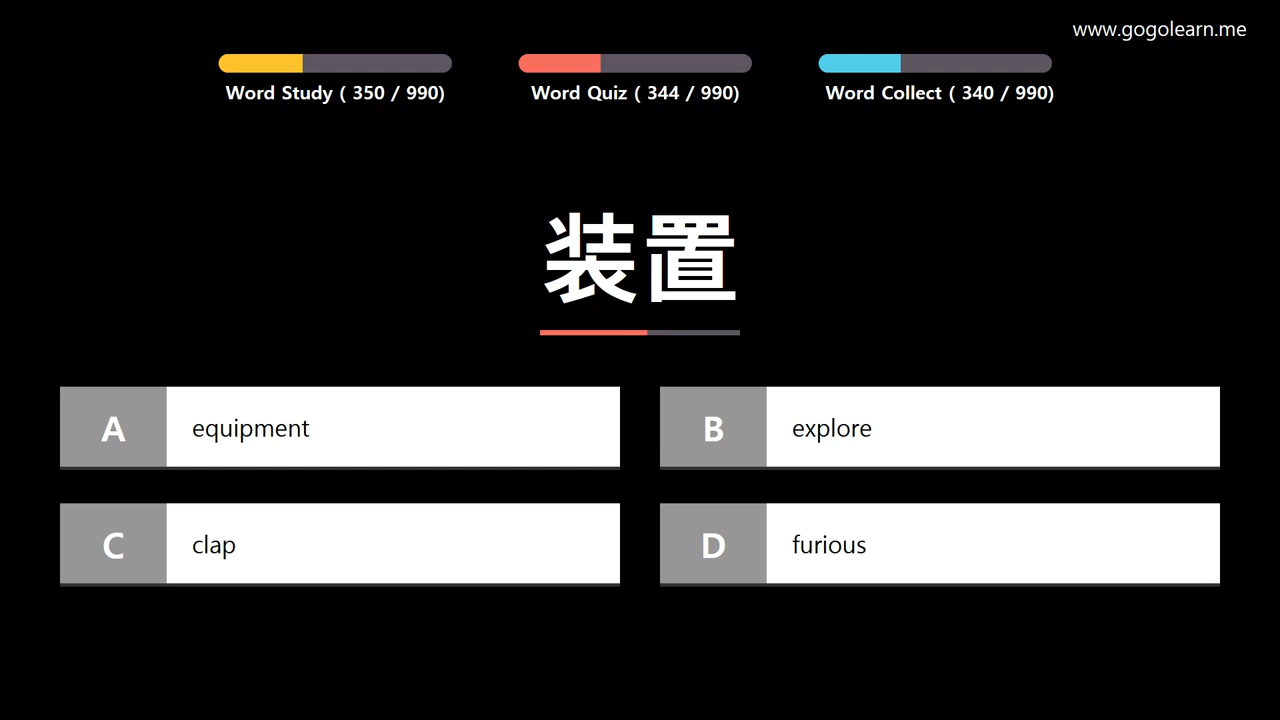 www.gogolearn.me
Word Study ( 350 / 990)
Word Quiz ( 344 / 990)
Word Collect ( 340 / 990)
装置
A equipment
B explore
C clap
D furious